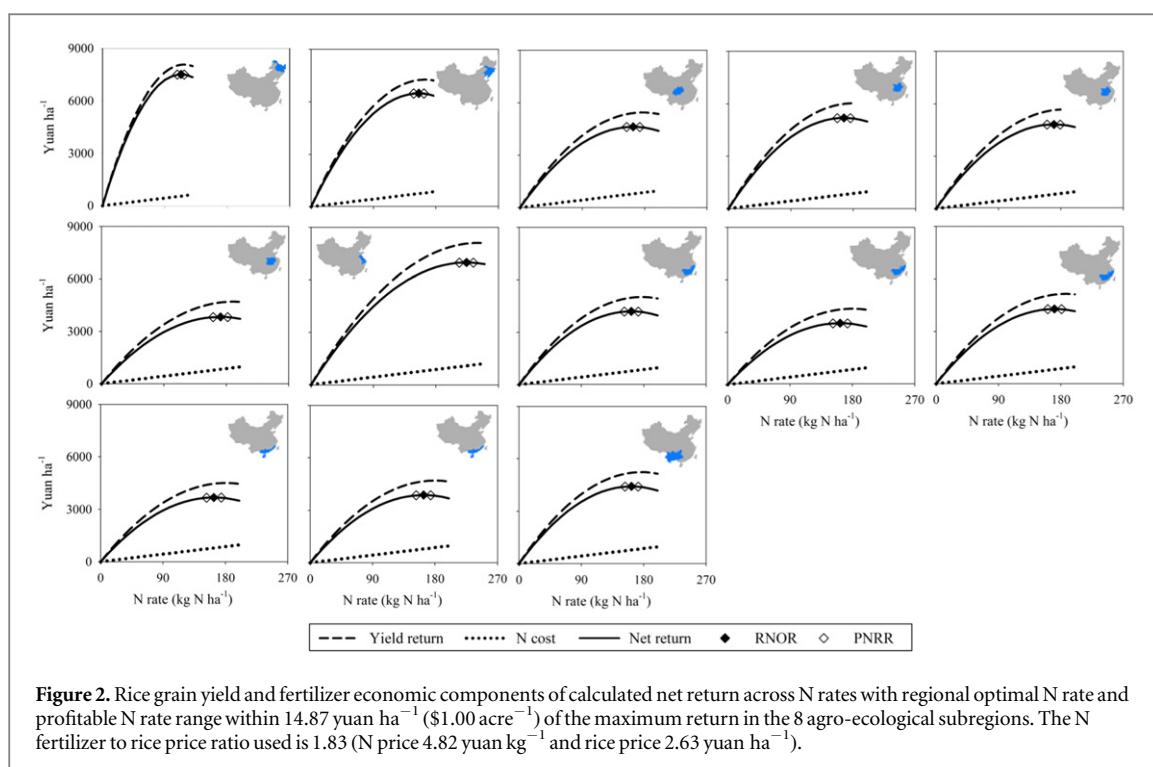 9000
6000
3000
0
Yuan ha⁻¹
9000
6000
3000
0
Yuan ha⁻¹
0 90 180 270
N rate (kg N ha⁻¹)
0 90 180 270
N rate (kg N ha⁻¹)
9000
6000
3000
0
Yuan ha⁻¹
0 90 180 270
N rate (kg N ha⁻¹)
0 90 180 270
N rate (kg N ha⁻¹)
0 90 180 270
N rate (kg N ha⁻¹)
Yield return N cost Net return RNOR PNRR
Figure 2. Rice grain yield and fertilizer economic components of calculated net return across N rates with regional optimal N rate and
profitable N rate range within 14.87 yuan ha⁻¹ ($1.00 acre⁻¹) of the maximum return in the 8 agro-ecological subregions. The N
fertilizer to rice price ratio used is 1.83 (N price 4.82 yuan kg⁻¹ and rice price 2.63 yuan ha⁻¹).